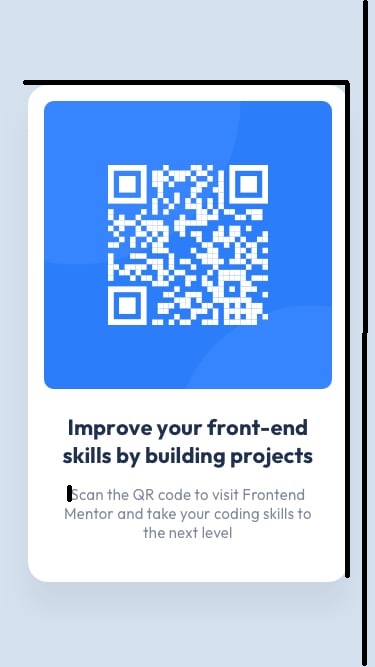 Improve your front-end
skills by building projects
Scan the QR code to visit Frontend
Mentor and take your coding skills to
the next level